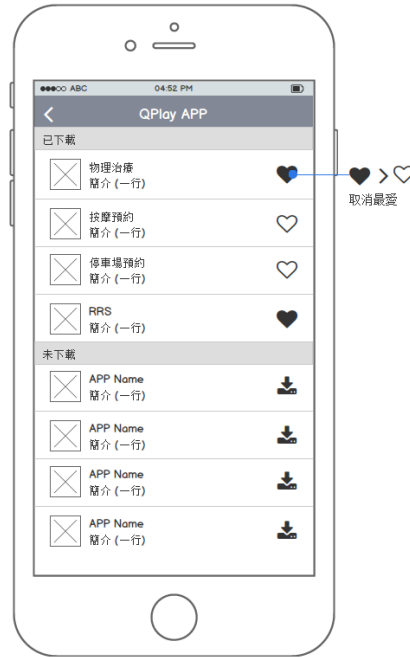 ABC 04:52 PM
QPlay APP
已下載
物理治療
簡介 (一行)
取消最愛
按摩預約
簡介 (一行)
停車場預約
簡介 (一行)
RRS
簡介 (一行)
未下載
APP Name
簡介 (一行)
APP Name
簡介 (一行)
APP Name
簡介 (一行)
APP Name
簡介 (一行)